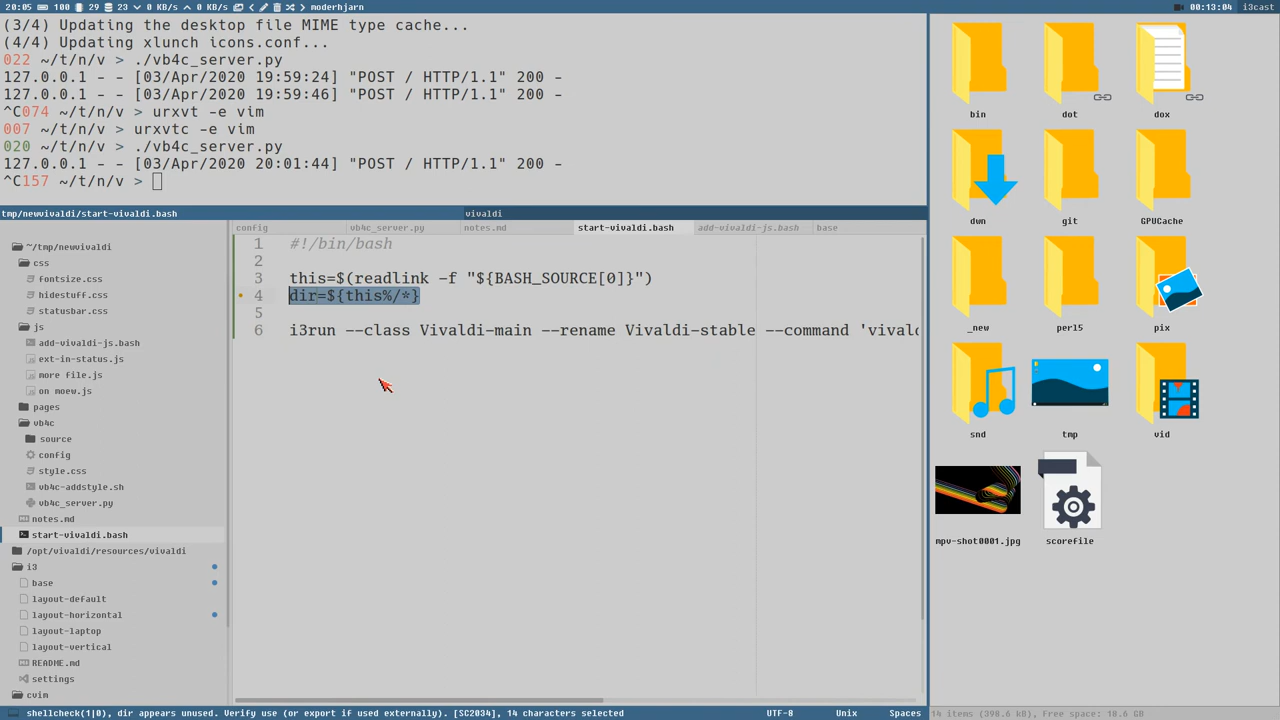 20:05 100 29 23 0 KB/s 0 KB/s moderhjarn 00:13:04 i3cast
(3/4) Updating the desktop file MIME type cache...
(4/4) Updating xlunch icons.conf...
022 ~/t/n/v > ./vb4c_server.py
127.0.0.1 - - [03/Apr/2020 19:59:24] "POST / HTTP/1.1" 200 -
127.0.0.1 - - [03/Apr/2020 19:59:46] "POST / HTTP/1.1" 200 -
^C074 ~/t/n/v > urxvt -e vim
007 ~/t/n/v > urxvtc -e vim
020 ~/t/n/v > ./vb4c_server.py
127.0.0.1 - - [03/Apr/2020 20:01:44] "POST / HTTP/1.1" 200 -
^C157 ~/t/n/v >
tmp/newvivaldi/start-vivaldi.bash vivaldi
~/tmp/newvivaldi
css
fontsize.css
hidestuff.css
statusbar.css
js
add-vivaldi-js.bash
ext-in-status.js
more file.js
on moew.js
pages
vb4c
source
config
style.css
vb4c-addstyle.sh
vb4c_server.py
notes.md
start-vivaldi.bash
/opt/vivaldi/resources/vivaldi
i3
base
layout-default
layout-horizontal
layout-laptop
layout-vertical
README.md
settings
cvim
config vb4c_server.py notes.md start-vivaldi.bash add-vivaldi-js.bash base
1 #!/bin/bash
2
3 this=$(readlink -f "${BASH_SOURCE[0]}")
4 dir=${this%/*}
5
6 i3run --class Vivaldi-main --rename Vivaldi-stable --command 'vival
shellcheck(1|0), dir appears unused. Verify use (or export if used externally). [SC2034], 14 characters selected UTF-8 Unix Spaces
bin dot dox
dwn git GPUCache
_new perl5 pix
snd tmp vid
mpv-shot0001.jpg scorefile
14 items (398.6 kB), Free space: 18.6 GB